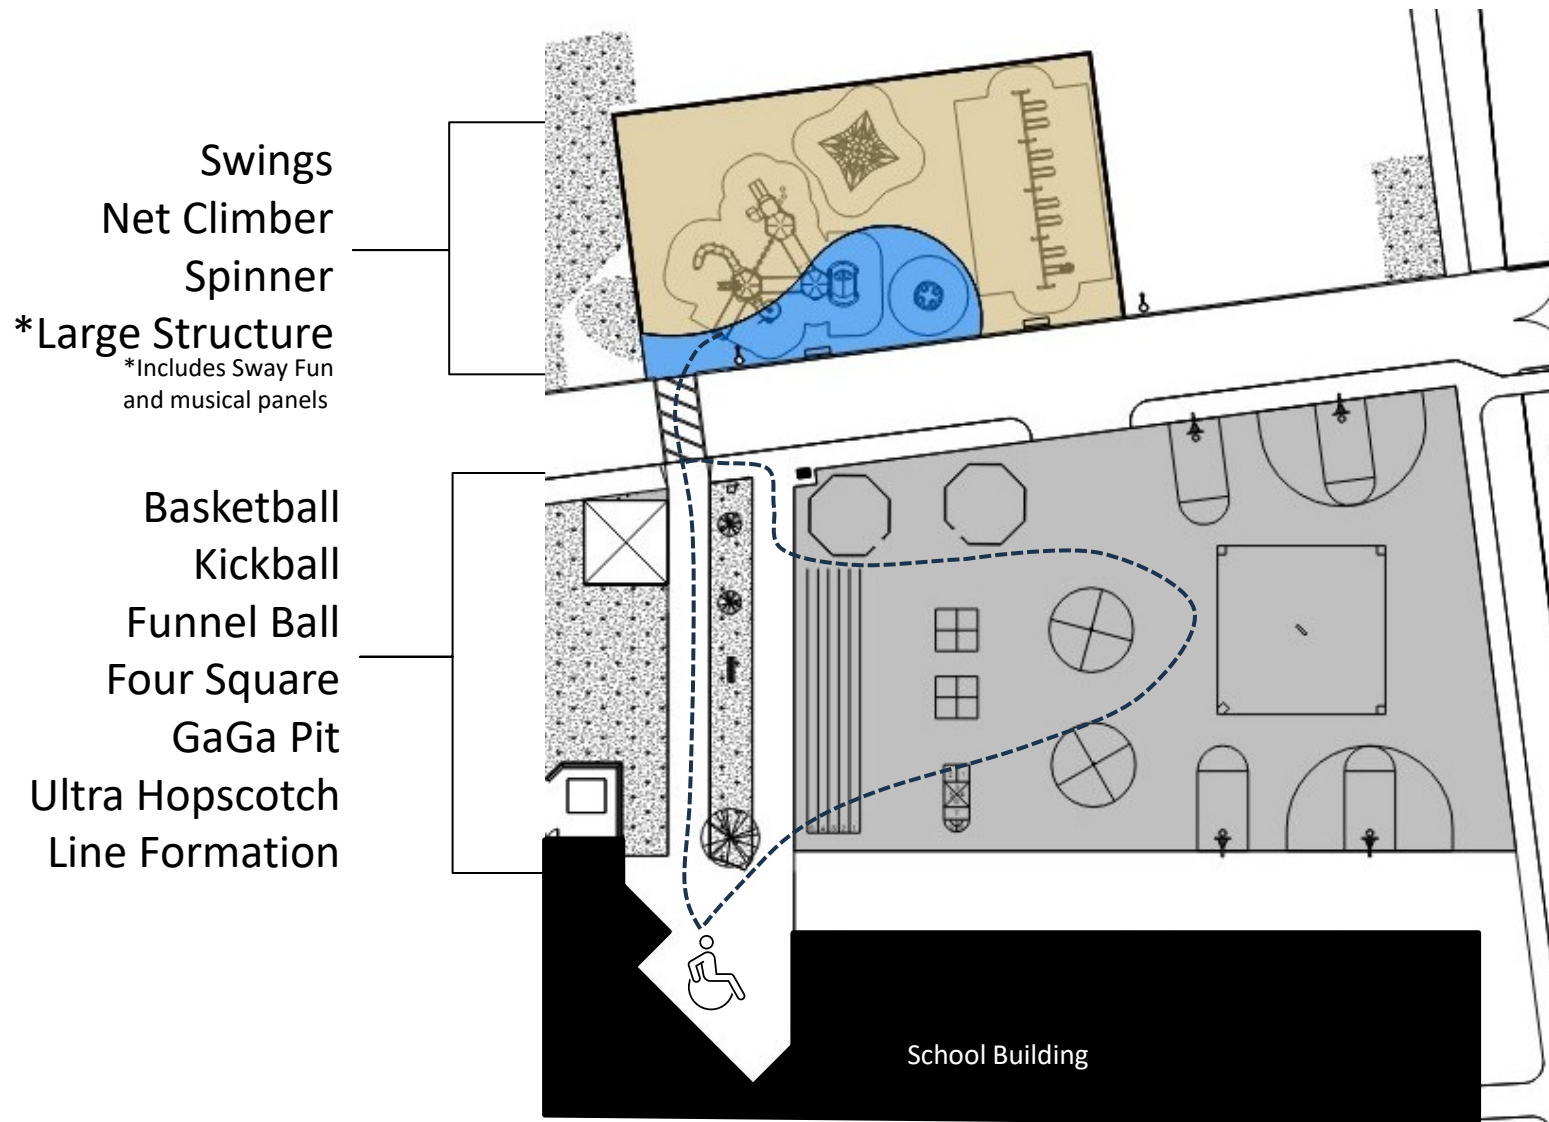 Swings
Net Climber
Spinner
*Large Structure
*Includes Sway Fun
and musical panels
Basketball
Kickball
Funnel Ball
Four Square
GaGa Pit
Ultra Hopscotch
Line Formation
School Building